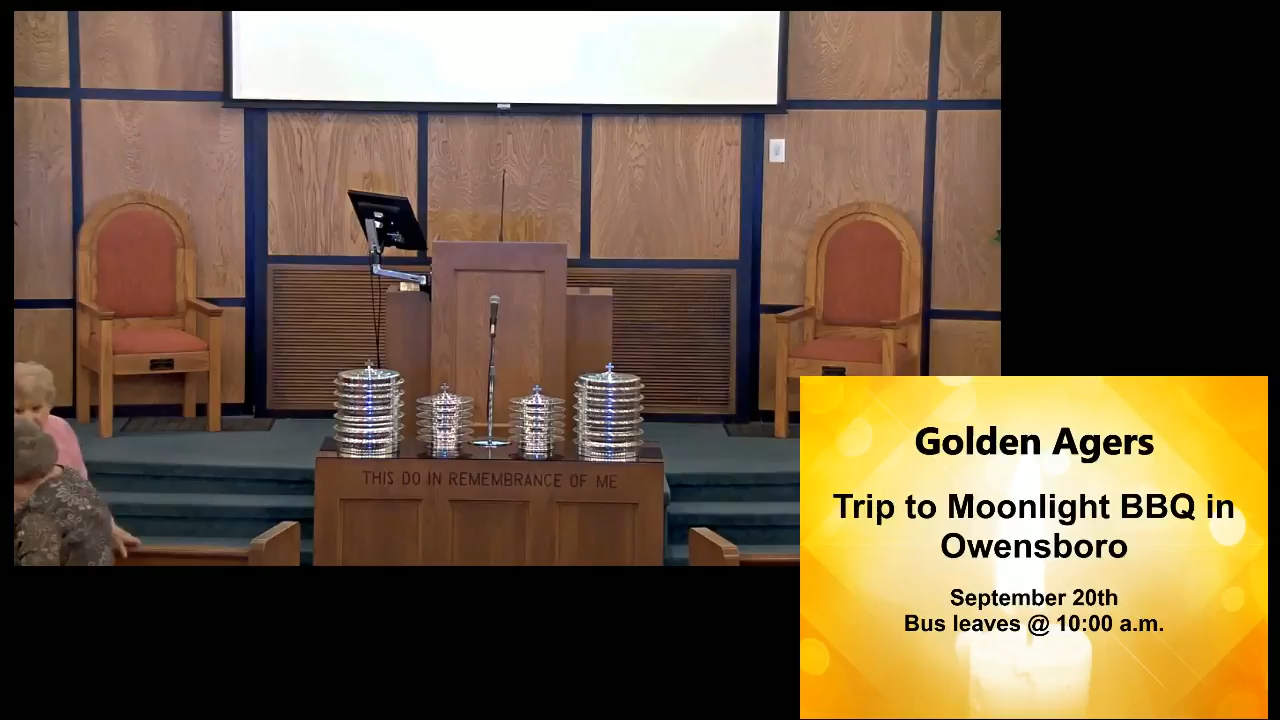 THIS DO IN REMEMBRANCE OF ME
Golden Agers
Trip to Moonlight BBQ in
Owensboro
September 20th
Bus leaves @ 10:00 a.m.